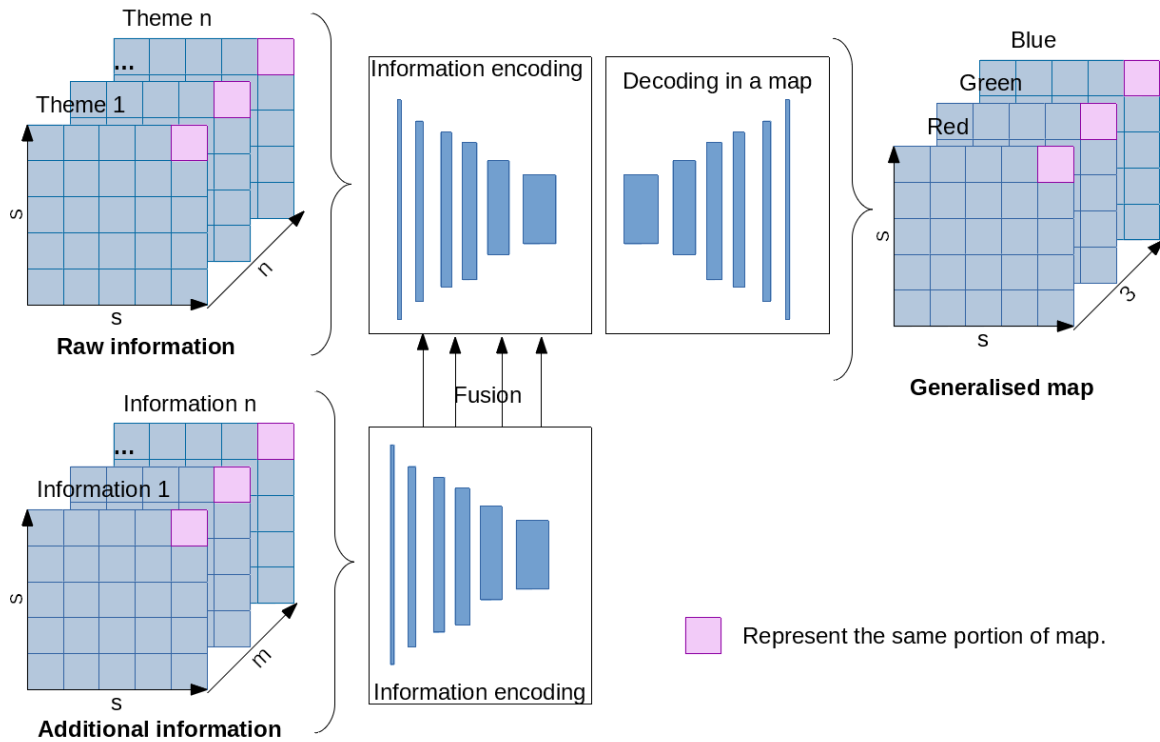 Theme n
...
Theme 1
s
s
n
Raw information
Information encoding
Decoding in a map
Blue
Green
Red
s
s
3
Generalised map
Fusion
Information n
...
Information 1
s
s
m
Additional information
Information encoding
Represent the same portion of map.